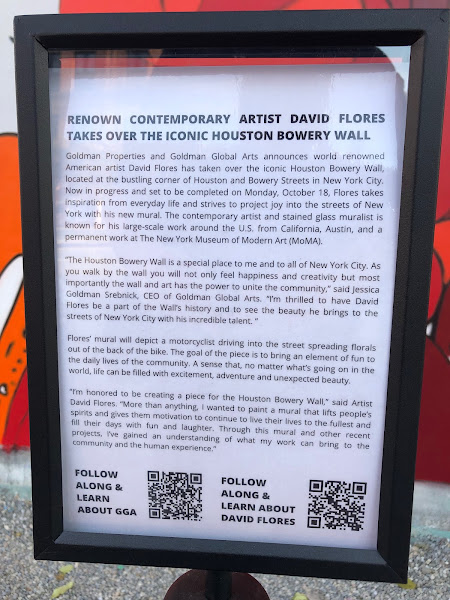 RENOWN CONTEMPORARY ARTIST DAVID FLORES
TAKES OVER THE ICONIC HOUSTON BOWERY WALL
Goldman Properties and Goldman Global Arts announces world renowned
American artist David Flores has taken over the iconic Houston Bowery Wall,
located at the bustling corner of Houston and Bowery Streets in New York City.
Now in progress and set to be completed on Monday, October 18, Flores takes
inspiration from everyday life and strives to project joy into the streets of New
York with his new mural. The contemporary artist and stained glass muralist is
known for his large-scale work around the U.S. from California, Austin, and a
permanent work at The New York Museum of Modern Art (MoMA).
"The Houston Bowery Wall is a special place to me and to all of New York City. As
you walk by the wall you will not only feel happiness and creativity but most
importantly the wall and art has the power to unite the community," said Jessica
Goldman Srebnick, CEO of Goldman Global Arts. "I'm thrilled to have David
Flores be a part of the Wall's history and to see the beauty he brings to the
streets of New York City with his incredible talent. "
Flores' mural will depict a motorcyclist driving into the street spreading florals
out of the back of the bike. The goal of the piece is to bring an element of fun to
the daily lives of the community. A sense that, no matter what's going on in the
world, life can be filled with excitement, adventure and unexpected beauty.
"I'm honored to be creating a piece for the Houston Bowery Wall," said Artist
David Flores. "More than anything, I wanted to paint a mural that lifts people's
spirits and gives them motivation to continue to live their lives to the fullest and
fill their days with fun and laughter. Through this mural and other recent
projects, I've gained an understanding of what my work can bring to the
community and the human experience."
FOLLOW
ALONG &
LEARN
ABOUT GGA
FOLLOW
ALONG &
LEARN ABOUT
DAVID FLORES